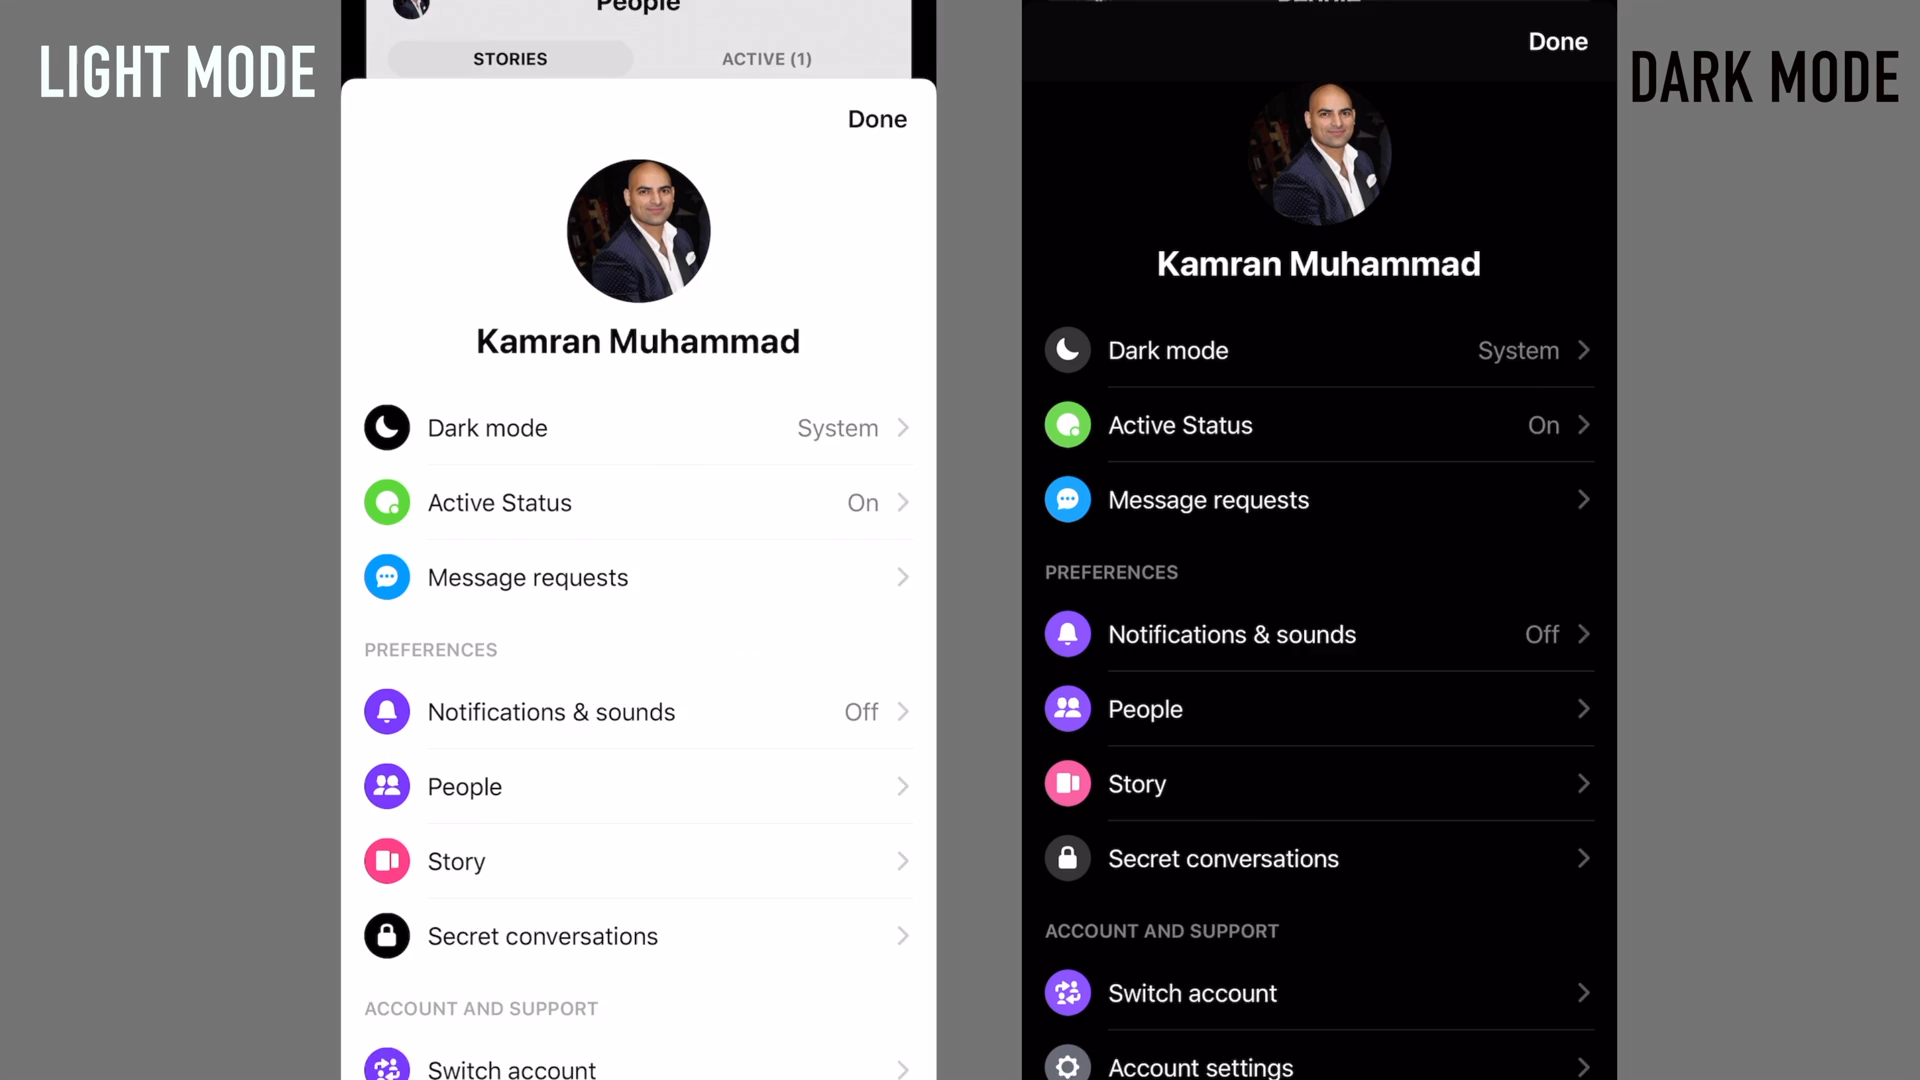 LIGHT MODE
People
STORIES
ACTIVE (1)
Done
Kamran Muhammad
Dark mode
System
Active Status
On
Message requests
PREFERENCES
Notifications & sounds
Off
People
Story
Secret conversations
ACCOUNT AND SUPPORT
Switch account
DARK MODE
Done
Kamran Muhammad
Dark mode
System
Active Status
On
Message requests
PREFERENCES
Notifications & sounds
Off
People
Story
Secret conversations
ACCOUNT AND SUPPORT
Switch account
Account settings